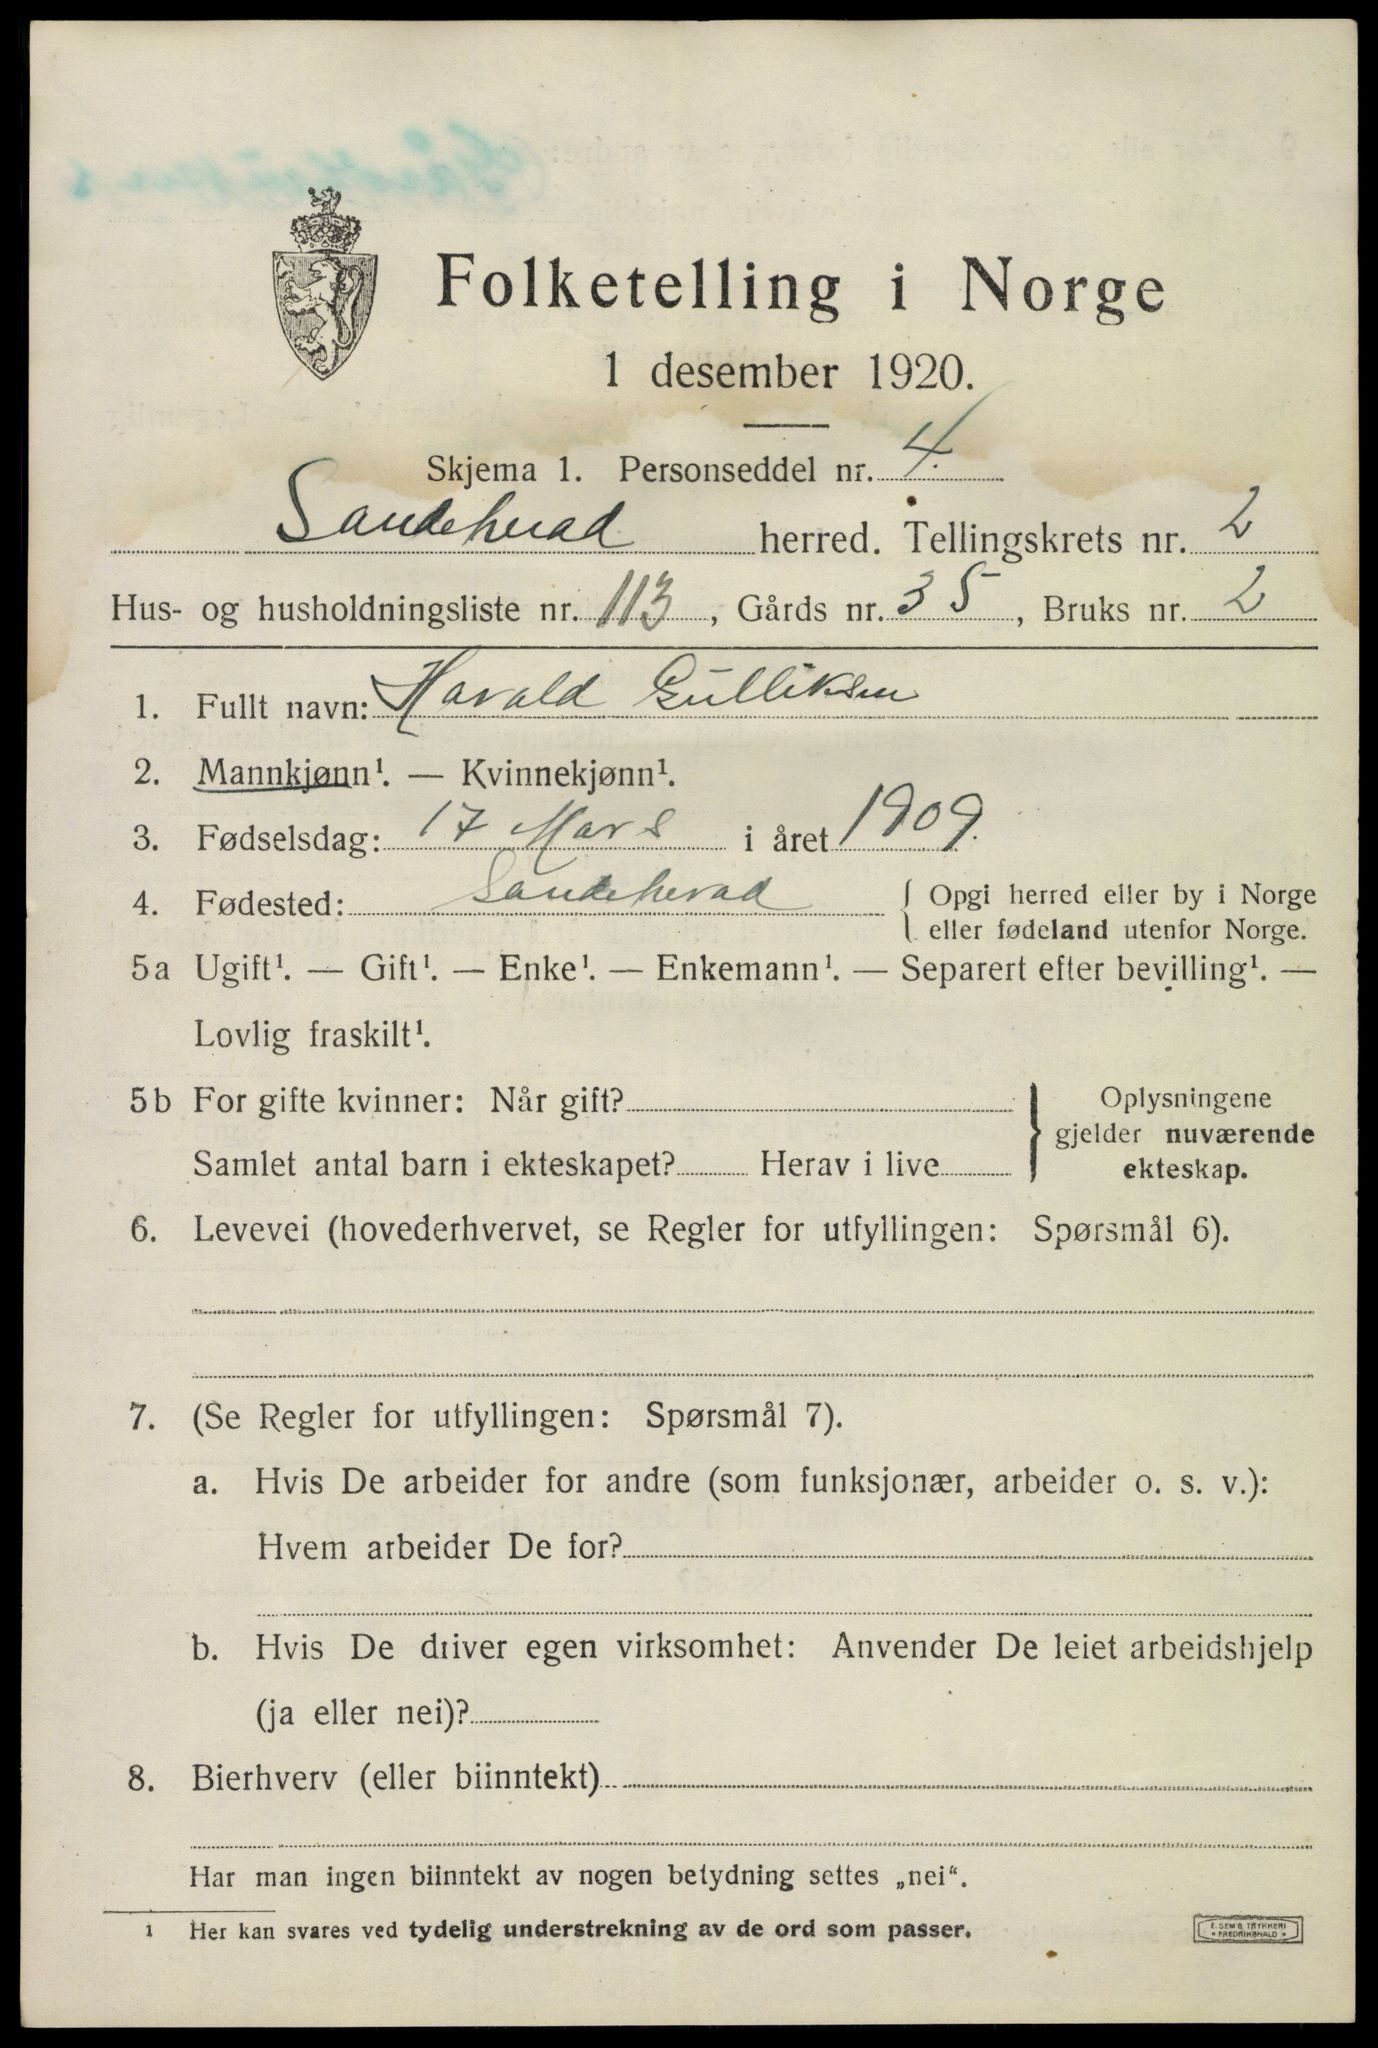 Folketelling i Norge
1 desember 1920.
Skjema 1. Personseddel nr. 4.
Sandeherad herred. Tellingskrets nr. 2
Hus- og husholdningsliste nr. 113, Gårds nr. 35, Bruks nr. 2
1. Fullt navn: Harald Gulliksen
2. Mannkjønn¹. — Kvinnekjønn¹.
3. Fødselsdag: 17 Mars i året 1909.
4. Fødested: Sandeherad { Opgi herred eller by i Norge
eller fødeland utenfor Norge.
5a Ugift¹. — Gift¹. — Enke¹. — Enkemann¹. — Separert efter bevilling¹. —
Lovlig fraskilt¹.
5b For gifte kvinner: Når gift? } Oplysningene
gjelder nuværende
Samlet antal barn i ekteskapet? Herav i live ekteskap.
6. Levevei (hovederhvervet, se Regler for utfyllingen: Spørsmål 6).
7. (Se Regler for utfyllingen: Spørsmål 7).
a. Hvis De arbeider for andre (som funksjonær, arbeider o. s. v.):
Hvem arbeider De for?
b. Hvis De driver egen virksomhet: Anvender De leiet arbeidshjelp
(ja eller nei)?
8. Bierhverv (eller biinntekt)
Har man ingen biinntekt av nogen betydning settes „nei“.
¹ Her kan svares ved tydelig understrekning av de ord som passer.
E. SEM B. TRYKKERI
* FREDRIKSHALD *